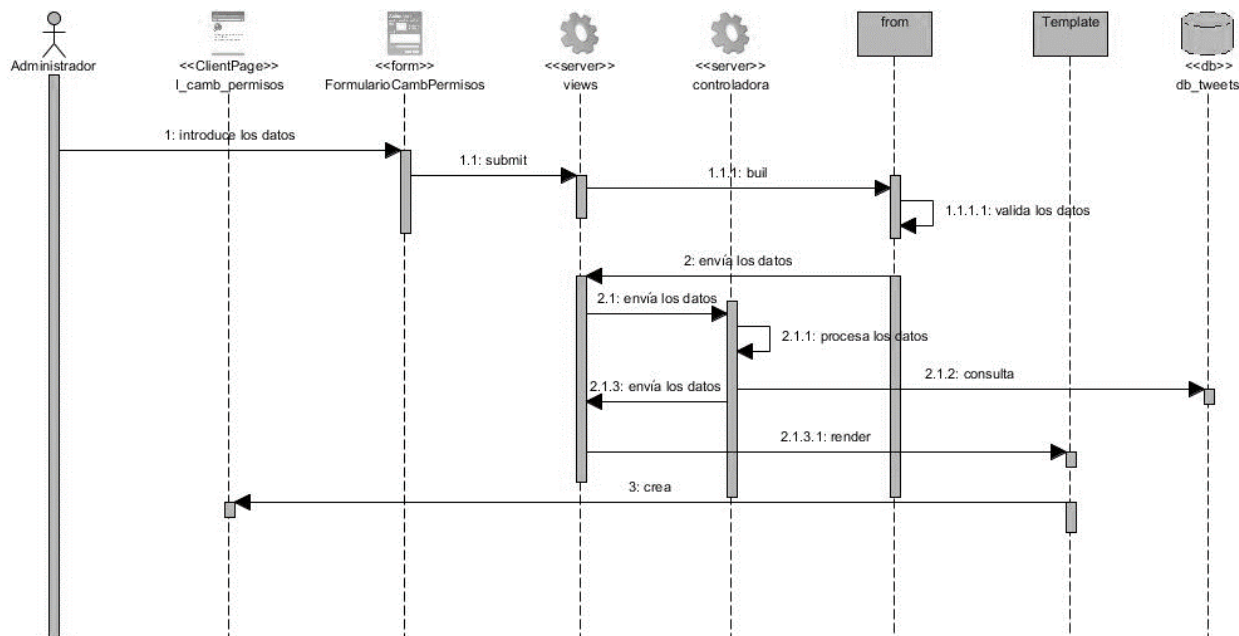 Administrador
<<ClientPage>>
I_camb_permisos
<<form>>
FormularioCambPermisos
<<server>>
views
<<server>>
controladora
from
Template
<<db>>
db_tweets
1: introduce los datos
1.1: submit
1.1.1: buil
1.1.1.1: valida los datos
2: envía los datos
2.1: envía los datos
2.1.1: procesa los datos
2.1.2: consulta
2.1.3: envía los datos
2.1.3.1: render
3: crea